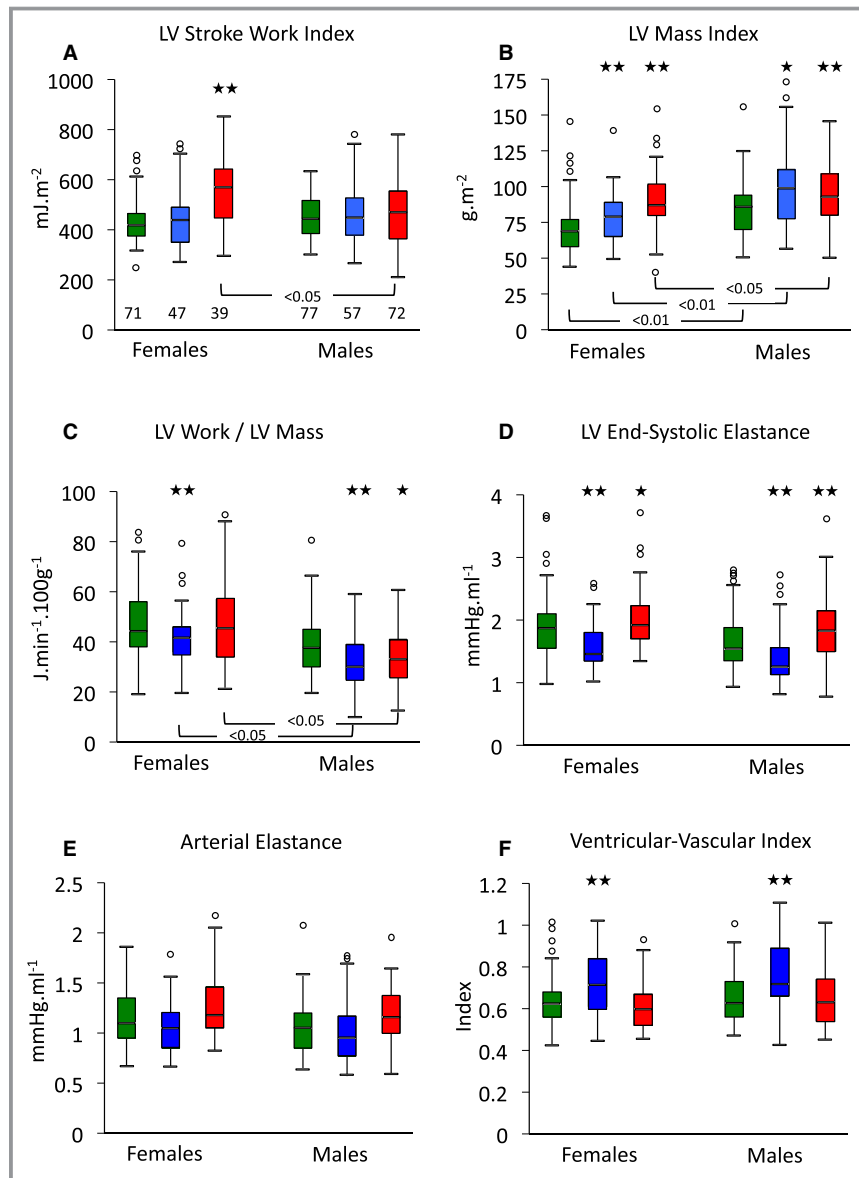 A LV Stroke Work Index
★★
1000
800
600
400
200
0
mJ.m-2
<0.05
71 47 39 77 57 72
Females Males
B LV Mass Index
★★ ★★ ★ ★★
175
150
125
100
75
50
25
0
g.m-2
<0.05
<0.01
<0.01
Females Males
C LV Work / LV Mass
★★ ★★ ★
100
80
60
40
20
0
J.min-1.100g-1
<0.05
<0.05
Females Males
D LV End-Systolic Elastance
★★ ★ ★★ ★★
4
3
2
1
0
mmHg.ml-1
Females Males
E Arterial Elastance
2.5
2
1.5
1
0.5
0
mmHg.ml-1
Females Males
F Ventricular-Vascular Index
★★ ★★
1.2
1
0.8
0.6
0.4
0.2
0
Index
Females Males